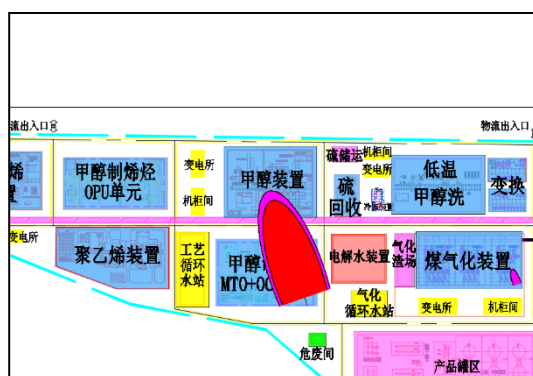 流出入口
物流出入口
烯
置
甲醇制烯烃
OPU单元
变电所
机柜间
甲醇装置
硫储运
机柜间
变电所
硫
回收
低温
甲醇洗
变换
变电所
聚乙烯装置
工艺
循环
水站
甲醇
MTO+OC
电解水装置
气化
渣场
煤气化装置
气化
循环水站
变电所
机柜间
危废间
产品罐区